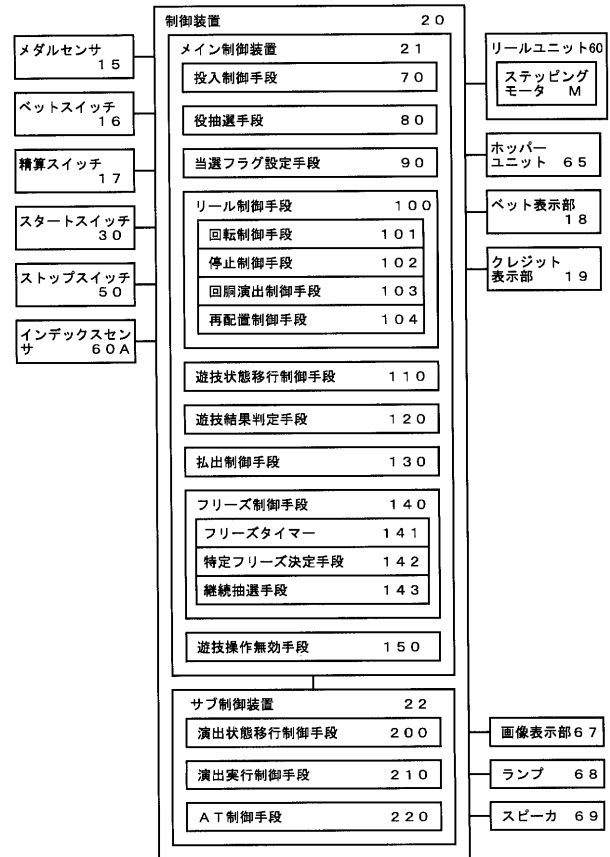 制御装置 20
メダルセンサ
15
ベットスイッチ
16
精算スイッチ
17
スタートスイッチ
30
ストップスイッチ
50
インデックスセン
サ 60A
メイン制御装置 21
投入制御手段 70
役抽選手段 80
当選フラグ設定手段 90
リール制御手段 100
回転制御手段 101
停止制御手段 102
回胴演出制御手段 103
再配置制御手段 104
遊技状態移行制御手段 110
遊技結果判定手段 120
払出制御手段 130
フリーズ制御手段 140
フリーズタイマー 141
特定フリーズ決定手段 142
継続抽選手段 143
遊技操作無効手段 150
サブ制御装置 22
演出状態移行制御手段 200
演出実行制御手段 210
AT制御手段 220
リールユニット60
ステッピング
モータ M
ホッパー
ユニット 65
ベット表示部
18
クレジット
表示部 19
画像表示部67
ランプ 68
スピーカ 69